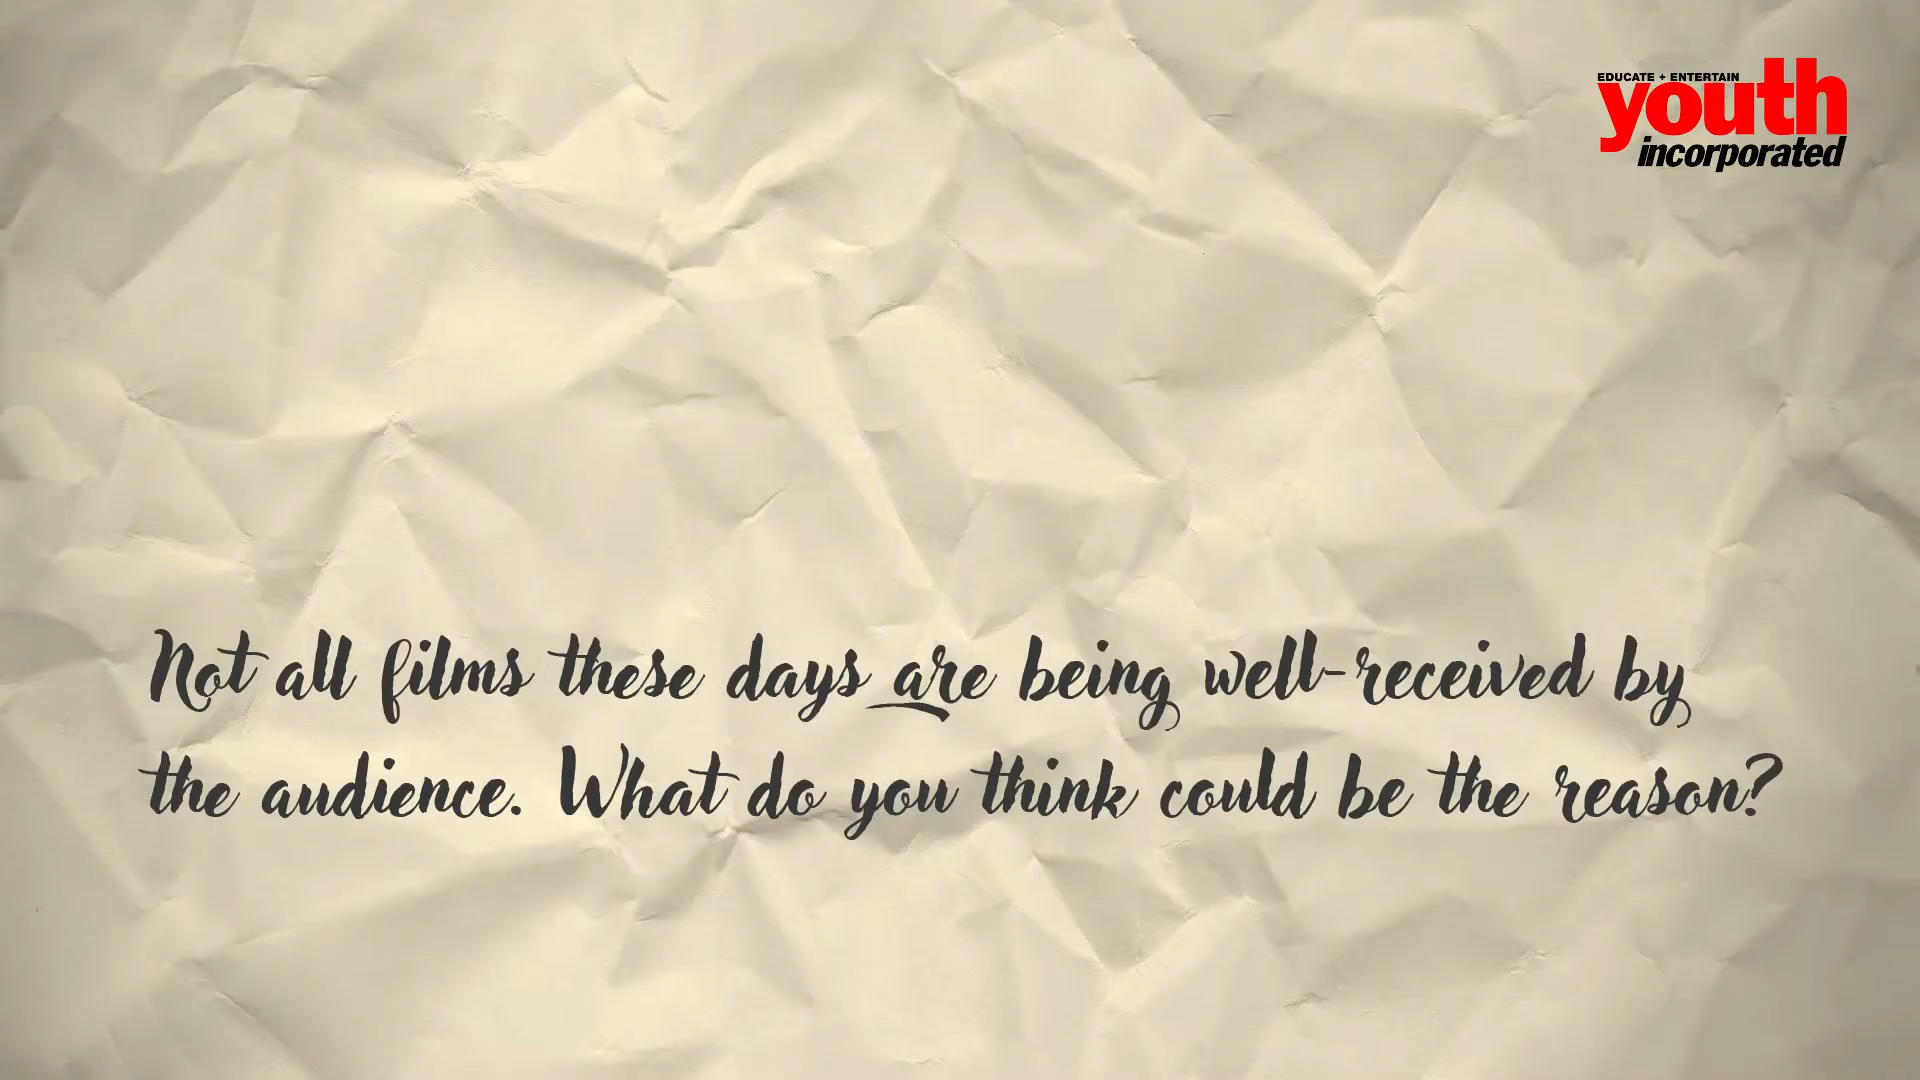 EDUCATE + ENTERTAIN
youth
incorporated
Not all films these days are being well-received by
the audience. What do you think could be the reason?